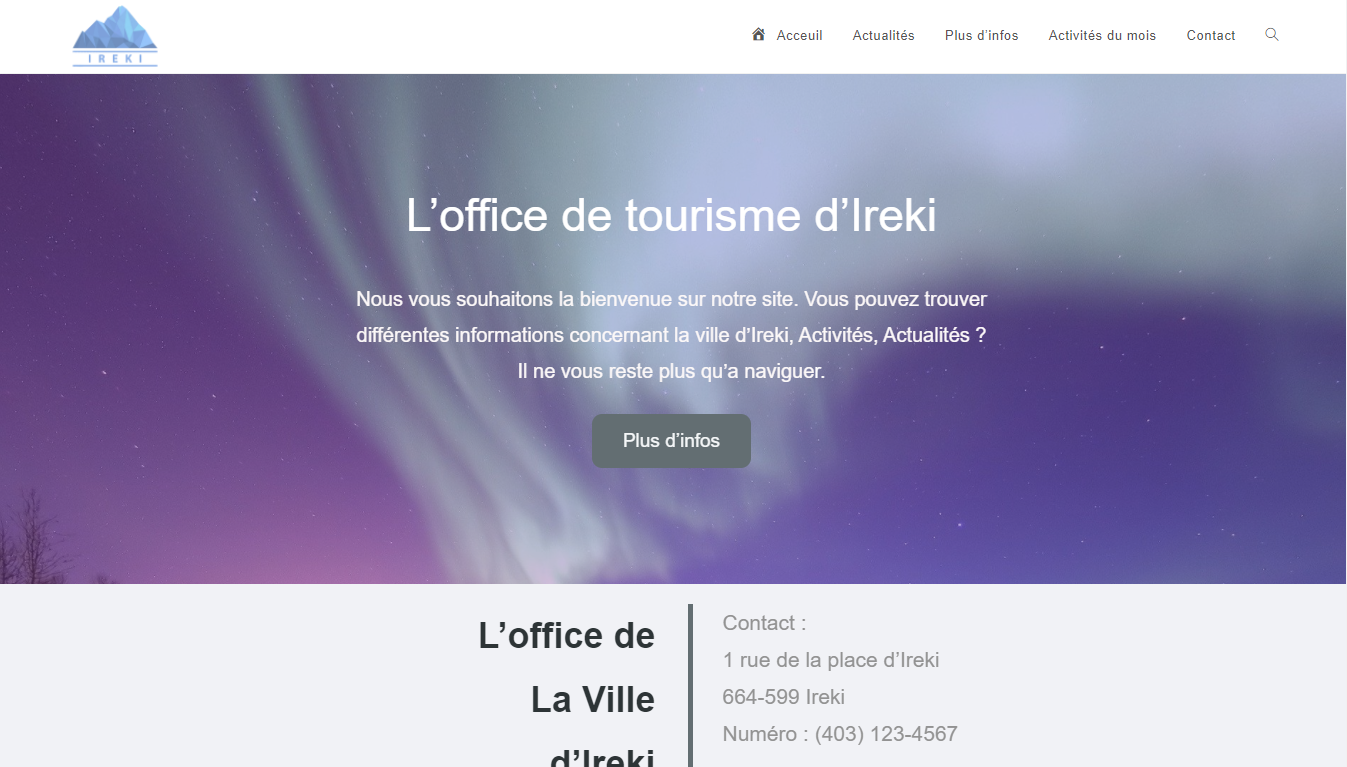 IREKI
Acceuil
Actualités
Plus d’infos
Activités du mois
Contact
L’office de tourisme d’Ireki
Nous vous souhaitons la bienvenue sur notre site. Vous pouvez trouver
différentes informations concernant la ville d’Ireki, Activités, Actualités ?
Il ne vous reste plus qu’a naviguer.
Plus d’infos
L’office de
La Ville
d’Ireki
Contact :
1 rue de la place d’Ireki
664-599 Ireki
Numéro : (403) 123-4567